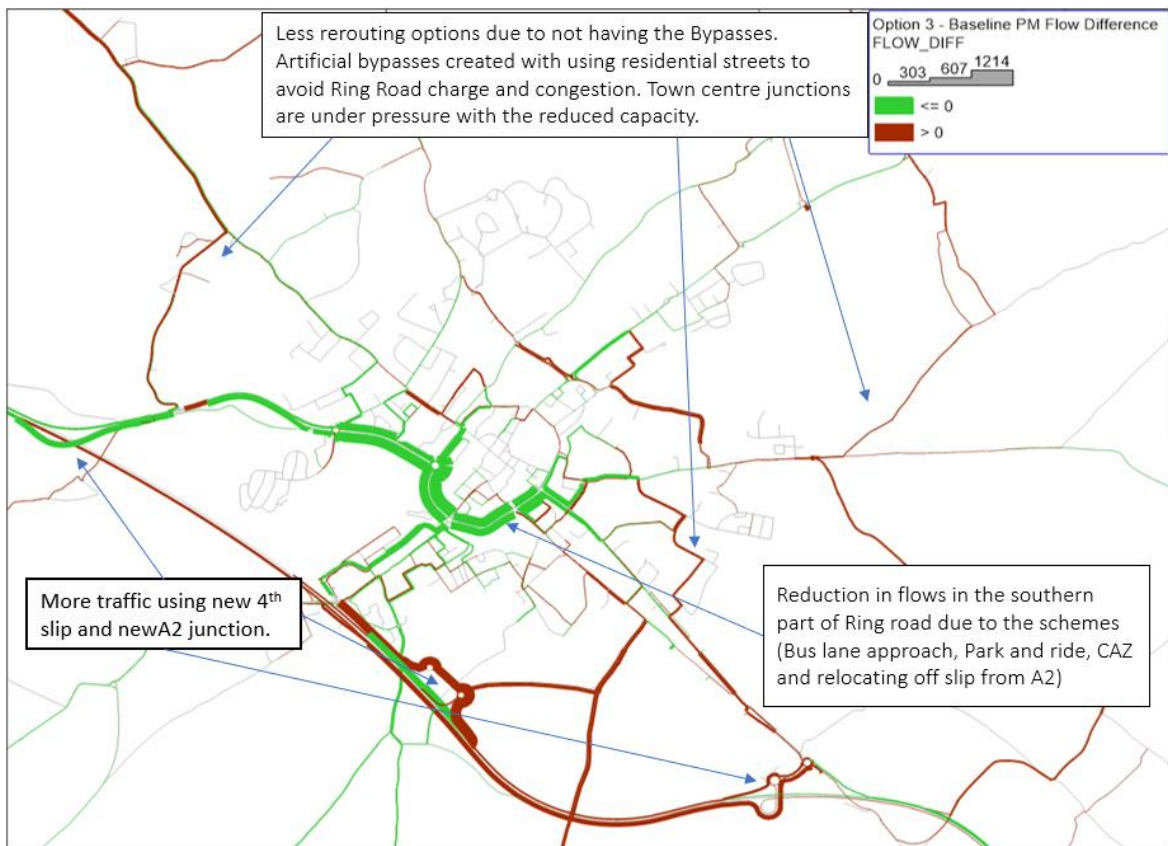 Less rerouting options due to not having the Bypasses.
Artificial bypasses created with using residential streets to
avoid Ring Road charge and congestion. Town centre junctions
are under pressure with the reduced capacity.
Option 3 - Baseline PM Flow Difference
FLOW_DIFF
0 303 607 1214
<= 0
> 0
More traffic using new 4th
slip and newA2 junction.
Reduction in flows in the southern
part of Ring road due to the schemes
(Bus lane approach, Park and ride, CAZ
and relocating off slip from A2)